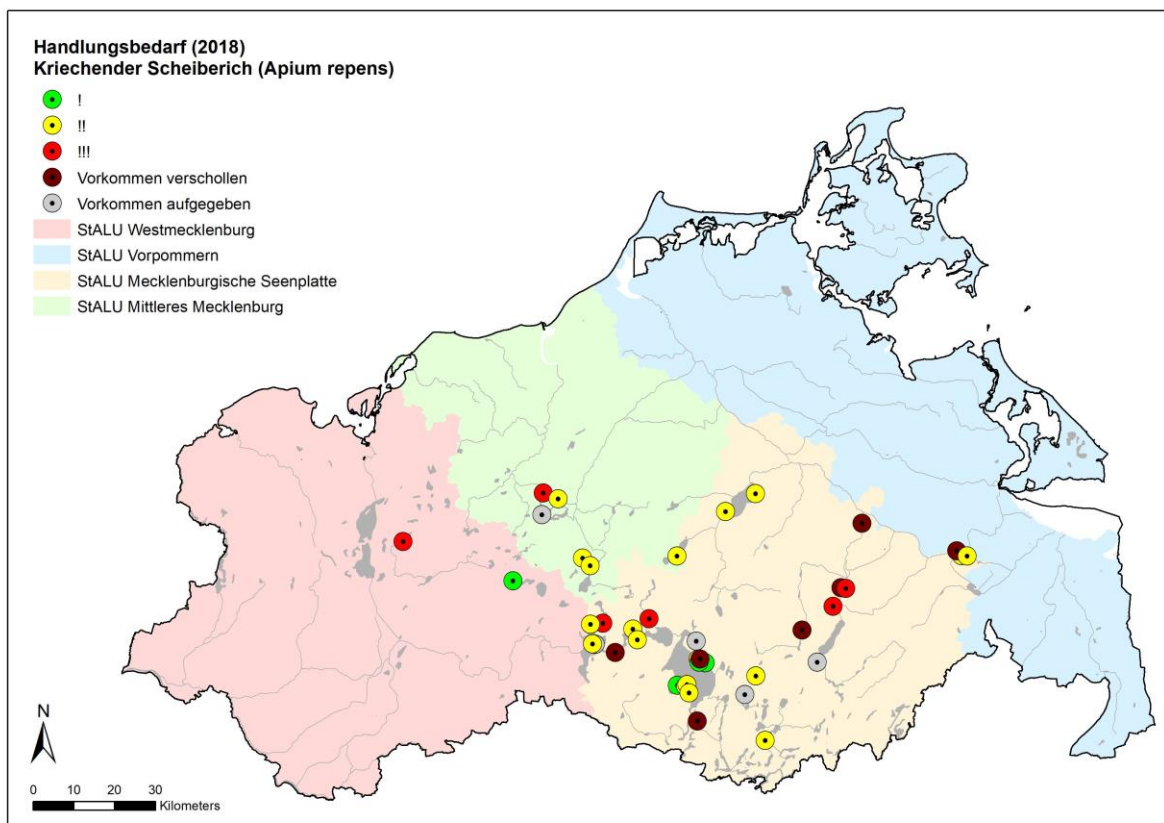 Handlungsbedarf (2018)
Kriechender Scheiberich (Apium repens)
!
!!
!!!
Vorkommen verschollen
Vorkommen aufgegeben
StALU Westmecklenburg
StALU Vorpommern
StALU Mecklenburgische Seenplatte
StALU Mittleres Mecklenburg
N
0 10 20 30
Kilometers